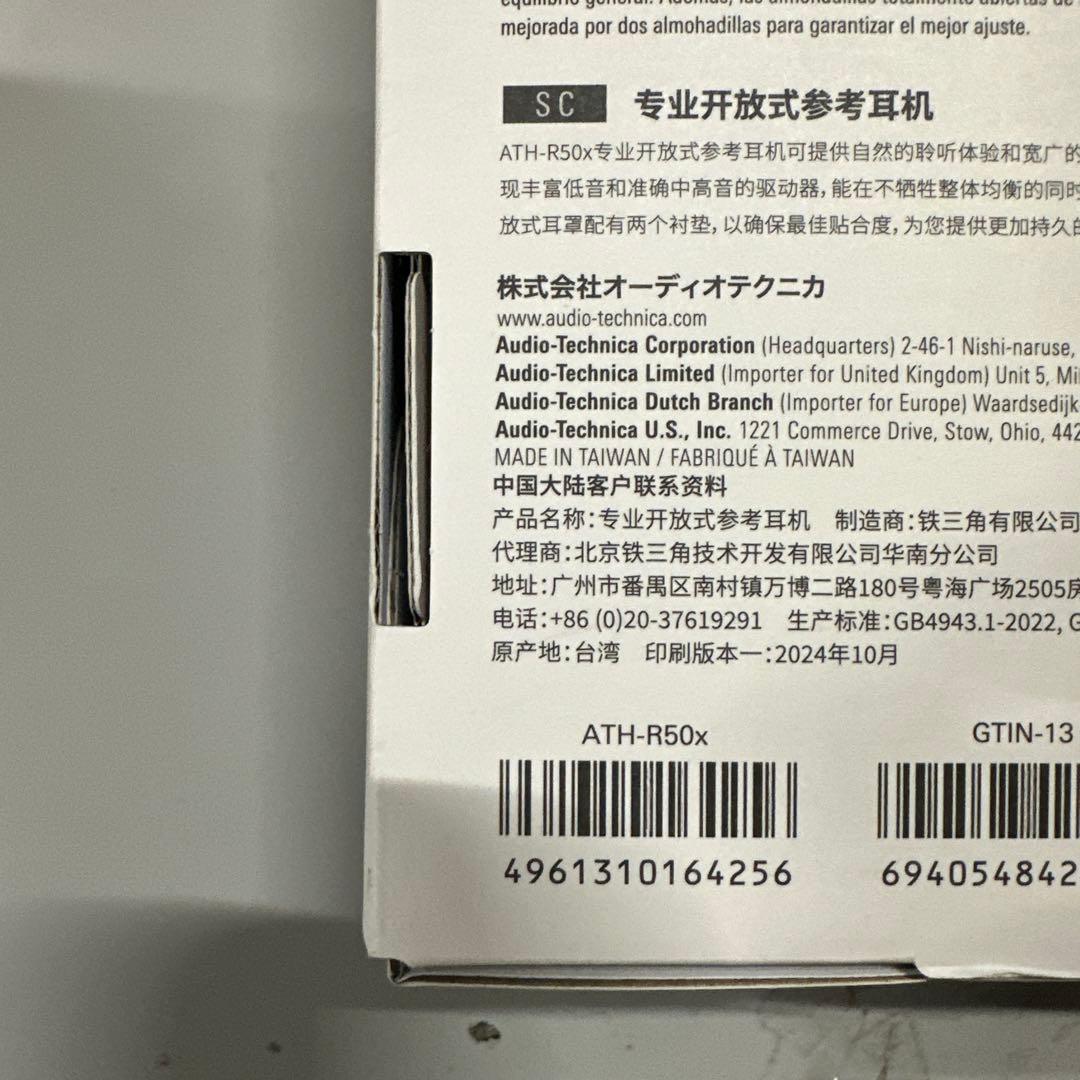 equilibrio general. Además, las almohadillas totalmente abiertas de
mejorada por dos almohadillas para garantizar el mejor ajuste.
SC 专业开放式参考耳机
ATH-R50x专业开放式参考耳机可提供自然的聆听体验和宽广的
现丰富低音和准确中高音的驱动器，能在不牺牲整体均衡的同时
放式耳罩配有两个衬垫，以确保最佳贴合度，为您提供更加持久的
株式会社オーディオテクニカ
www.audio-technica.com
Audio-Technica Corporation (Headquarters) 2-46-1 Nishi-naruse,
Audio-Technica Limited (Importer for United Kingdom) Unit 5,
Audio-Technica Dutch Branch (Importer for Europe) Waardsedijk
Audio-Technica U.S., Inc. 1221 Commerce Drive, Stow, Ohio, 442
MADE IN TAIWAN / FABRIQUÉ À TAIWAN
中国大陆客户联系资料
产品名称：专业开放式参考耳机 制造商：铁三角有限公司
代理商：北京铁三角技术开发有限公司华南分公司
地址：广州市番禺区南村镇万博二路180号粤海广场2505房
电话：+86 (0)20-37619291 生产标准：GB4943.1-2022,
原产地：台湾 印刷版本一：2024年10月
ATH-R50x GTIN-13
4961310164256 694054842